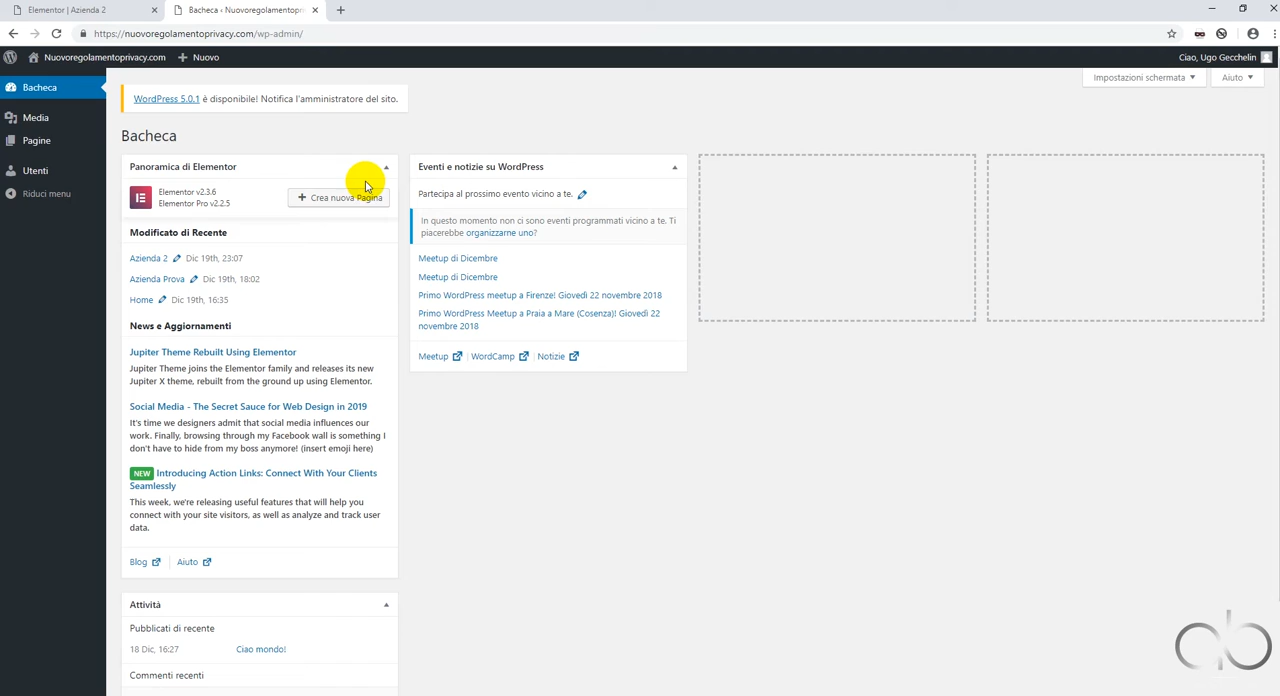 Elementor | Azienda 2
Bacheca ‹ Nuovoregolamentopri
https://nuovoregolamentoprivacy.com/wp-admin/
Nuovoregolamentoprivacy.com
Nuovo
Ciao, Ugo Gecchelin
Bacheca
Media
Pagine
Utenti
Riduci menu
Impostazioni schermata
Aiuto
WordPress 5.0.1 è disponibile! Notifica l'amministratore del sito.
Bacheca
Panoramica di Elementor
Elementor v2.3.6
Elementor Pro v2.2.5
Crea nuova Pagina
Modificato di Recente
Azienda 2 Dic 19th, 23:07
Azienda Prova Dic 19th, 18:02
Home Dic 19th, 16:35
News e Aggiornamenti
Jupiter Theme Rebuilt Using Elementor
Jupiter Theme joins the Elementor family and releases its new
Jupiter X theme, rebuilt from the ground up using Elementor.
Social Media - The Secret Sauce for Web Design in 2019
It's time we designers admit that social media influences our
work. Finally, browsing through my Facebook wall is something I
don't have to hide from my boss anymore! (insert emoji here)
NEW Introducing Action Links: Connect With Your Clients
Seamlessly
This week, we're releasing useful features that will help you
connect with your site visitors, as well as analyze and track user
data.
Blog
Aiuto
Attività
Pubblicati di recente
18 Dic, 16:27 Ciao mondo!
Commenti recenti
Eventi e notizie su WordPress
Partecipa al prossimo evento vicino a te.
In questo momento non ci sono eventi programmati vicino a te. Ti
piacerebbe organizzarne uno?
Meetup di Dicembre
Meetup di Dicembre
Primo WordPress meetup a Firenze! Giovedì 22 novembre 2018
Primo WordPress Meetup a Praia a Mare (Cosenza)! Giovedì 22
novembre 2018
Meetup
WordCamp
Notizie